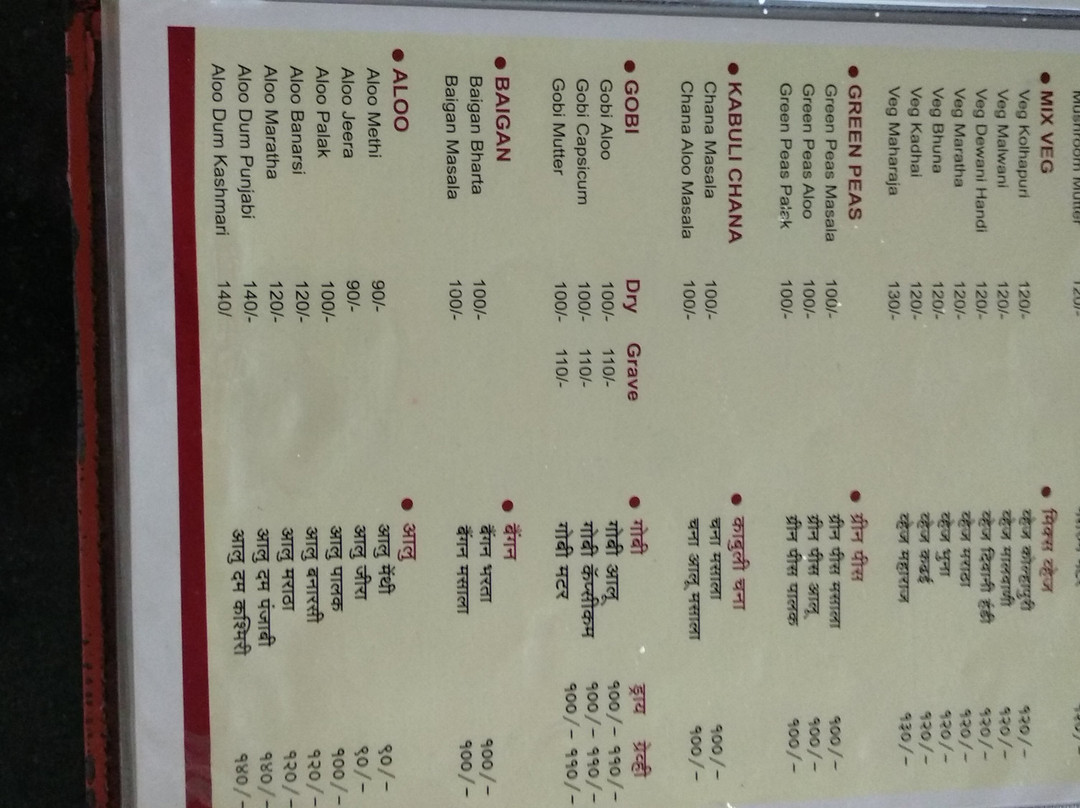 Mushroom Mutter 120/-
• MIX VEG
Veg Kolhapuri 120/-
Veg Malwani 120/-
Veg Dewani Handi 120/-
Veg Maratha 120/-
Veg Bhuna 120/-
Veg Kadhai 120/-
Veg Maharaja 130/-
• GREEN PEAS
Green Peas Masala 100/-
Green Peas Aloo 100/-
Green Peas Palak 100/-
• KABULI CHANA
Chana Masala 100/-
Chana Aloo Masala 100/-
• GOBI Dry Grave
Gobi Aloo 100/- 110/-
Gobi Capsicum 100/- 110/-
Gobi Mutter 100/- 110/-
• BAIGAN
Baigan Bharta 100/-
Baigan Masala 100/-
• ALOO
Aloo Methi 90/-
Aloo Jeera 90/-
Aloo Palak 100/-
Aloo Banarsi 120/-
Aloo Maratha 120/-
Aloo Dum Punjabi 140/-
Aloo Dum Kashmari 140/
• मिक्स व्हेज
व्हेज कोल्हापुरी १२०/-
व्हेज मालवाणी १२०/-
व्हेज दिवानी हंडी १२०/-
व्हेज मराठा १२०/-
व्हेज भुना १२०/-
व्हेज कढई १२०/-
व्हेज महाराज १३०/-
• ग्रीन पीस
ग्रीन पीस मसाला १००/-
ग्रीन पीस आलू १००/-
ग्रीन पीस पालक १००/-
• काबुली चना
चना मसाला १००/-
चना आलू मसाला १००/-
• गोबी ड्राय ग्रेव्ही
गोबी आलू १००/- ११०/-
गोबी कॅप्सीकम १००/- ११०/-
गोबी मटर १००/- ११०/-
• बैंगन
बैंगन भरता १००/-
बैंगन मसाला १००/-
• आलु
आलु मेंथी ९०/-
आलु जीरा ९०/-
आलु पालक १००/-
आलु बनारसी १२०/-
आलु मराठा १२०/-
आलु दम पंजाबी १४०/-
आलु दम कश्मिरी १४०/-